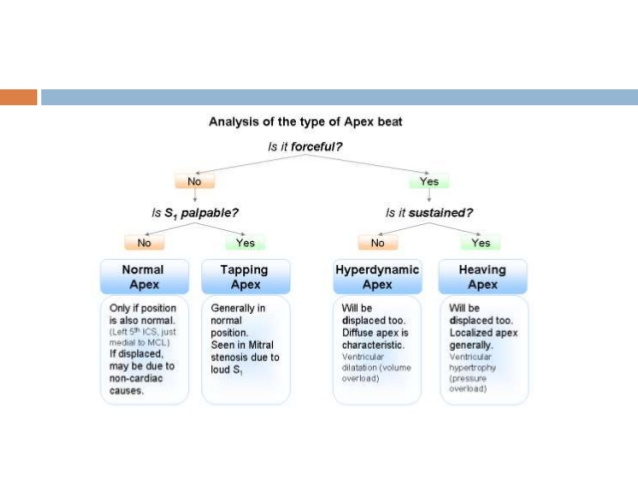 Analysis of the type of Apex beat
Is it forceful?
No
Yes
Is S1 palpable?
Is it sustained?
No
Yes
No
Yes
Normal
Apex
Only if position
is also normal.
(Left 5th ICS, just
medial to MCL)
If displaced,
may be due to
non-cardiac
causes.
Tapping
Apex
Generally in
normal
position.
Seen in Mitral
stenosis due to
loud S1
Hyperdynamic
Apex
Will be
displaced too.
Diffuse apex is
characteristic.
Ventricular
dilatation (volume
overload)
Heaving
Apex
Will be
displaced too.
Localized apex
generally.
Ventricular
hypertrophy
(pressure
overload)